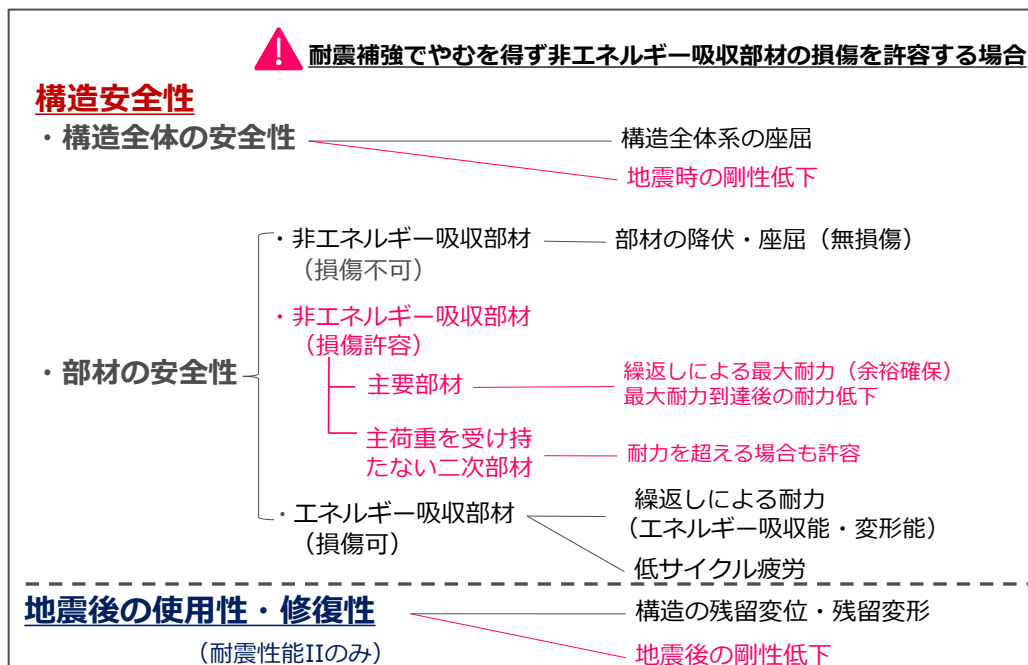 耐震補強でやむを得ず非エネルギー吸収部材の損傷を許容する場合
構造安全性
・構造全体の安全性
構造全体系の座屈
地震時の剛性低下
・非エネルギー吸収部材
(損傷不可)
部材の降伏・座屈（無損傷）
・部材の安全性
・非エネルギー吸収部材
(損傷許容)
主要部材
繰返しによる最大耐力（余裕確保）
最大耐力到達後の耐力低下
主荷重を受け持
たない二次部材
耐力を超える場合も許容
・エネルギー吸収部材
(損傷可)
繰返しによる耐力
（エネルギー吸収能・変形能）
低サイクル疲労
地震後の使用性・修復性
（耐震性能IIのみ）
構造の残留変位・残留変形
地震後の剛性低下